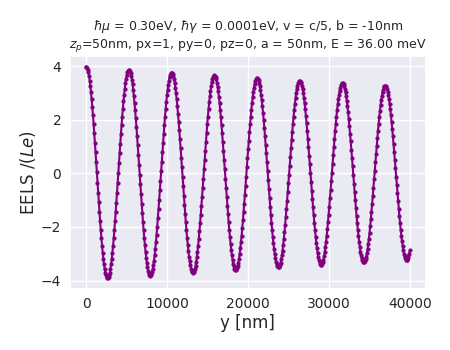 ℏμ = 0.30eV, ℏγ = 0.0001eV, v = c/5, b = -10nm
z_p=50nm, px=1, py=0, pz=0, a = 50nm, E = 36.00 meV
EELS /(Le)
4
2
0
−2
−4
0 10000 20000 30000 40000
y [nm]